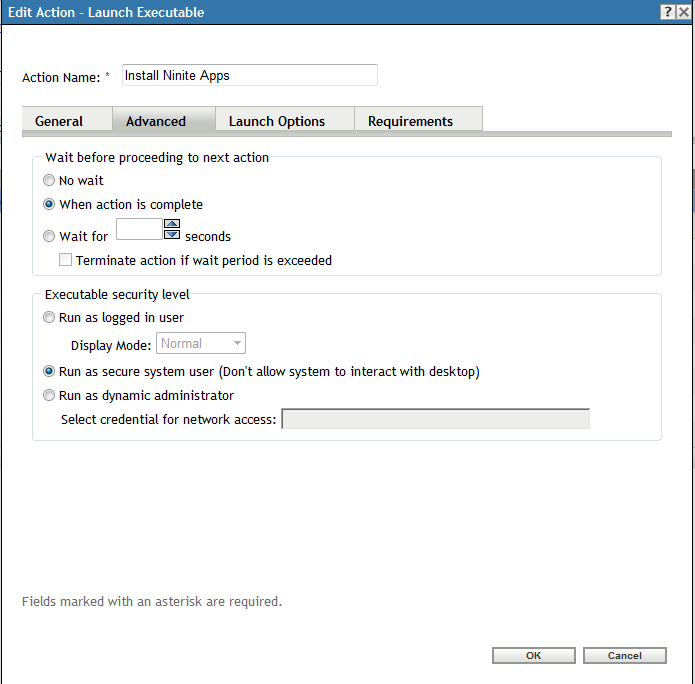 Edit Action - Launch Executable
Action Name: * Install Ninite Apps
General Advanced Launch Options Requirements
Wait before proceeding to next action
No wait
When action is complete
Wait for seconds
Terminate action if wait period is exceeded
Executable security level
Run as logged in user
Display Mode: Normal
Run as secure system user (Don't allow system to interact with desktop)
Run as dynamic administrator
Select credential for network access:
Fields marked with an asterisk are required.
OK Cancel